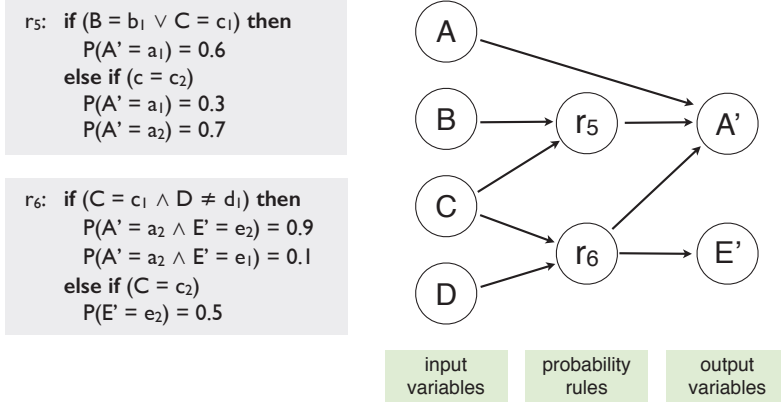 r₅: if (B = b₁ ∨ C = c₁) then
P(A' = a₁) = 0.6
else if (c = c₂)
P(A' = a₁) = 0.3
P(A' = a₂) = 0.7
r₆: if (C = c₁ ∧ D ≠ d₁) then
P(A' = a₂ ∧ E' = e₂) = 0.9
P(A' = a₂ ∧ E' = e₁) = 0.1
else if (C = c₂)
P(E' = e₂) = 0.5
A
B
r₅
A'
C
r₆
E'
D
input
variables
probability
rules
output
variables